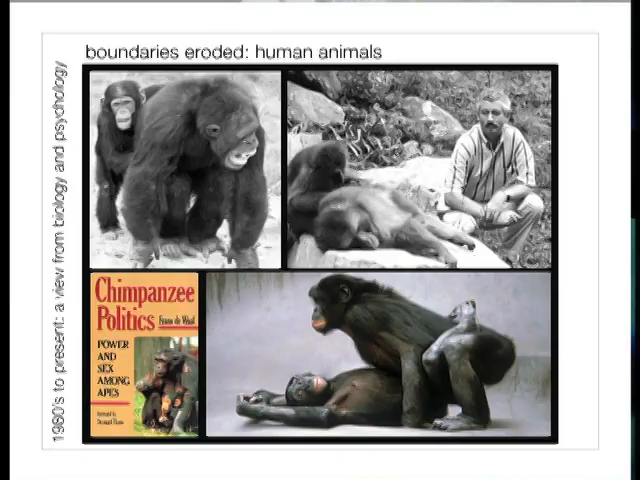 boundaries eroded: human animals
1960's to present: a view from biology and psychology
Chimpanzee
Politics
Frans de Waal
POWER
AND
SEX
AMONG
APES